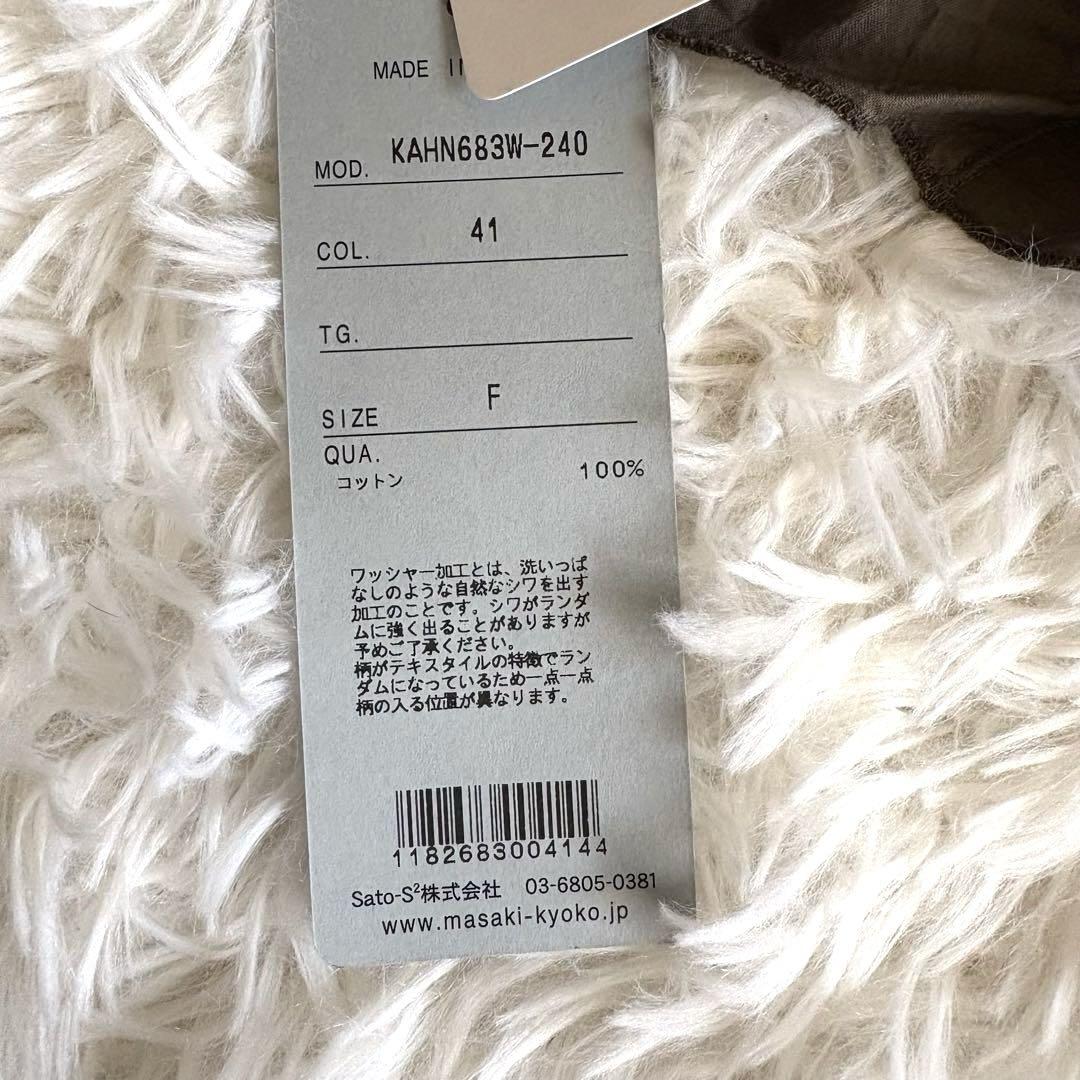 MADE IN
MOD. KAHN683W-240
COL. 41
TG.
SIZE F
QUA.
コットン 100%
ワッシャー加工とは、洗いっぱ
なしのような自然なシワを出す
加工のことです。シワがランダ
ムに強く出ることがありますが
予めご了承ください。
柄がテキスタイルの特徴でラン
ダムになっているため一点一点
柄の入る位置が異なります。
1182683004144
Sato-S²株式会社 03-6805-0381
www.masaki-kyoko.jp